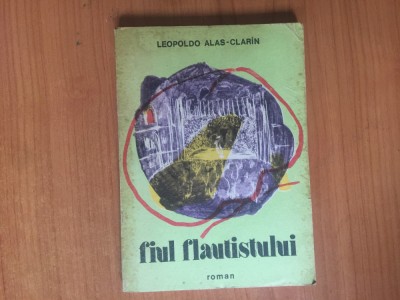 LEOPOLDO ALAS-CLARÍN
fiul flautistului
roman